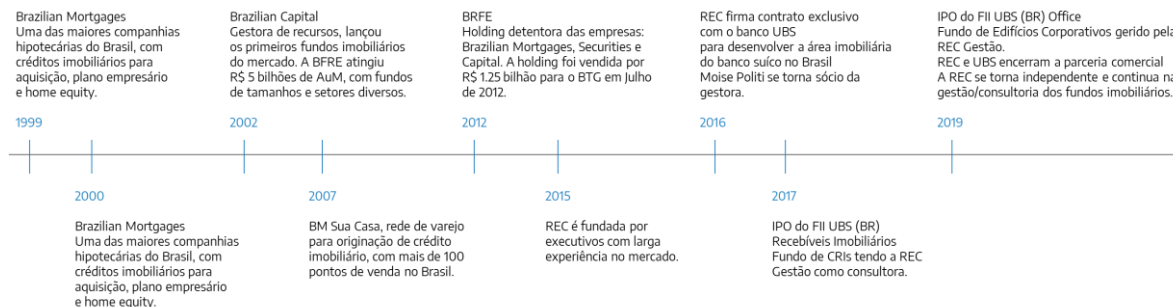 Brazilian Mortgages
Uma das maiores companhias
hipotecárias do Brasil, com
créditos imobiliários para
aquisição, plano empresário
e home equity.
1999
Brazilian Capital
Gestora de recursos, lançou
os primeiros fundos imobiliários
do mercado. A BFRE atingiu
R$ 5 bilhões de AuM, com fundos
de tamanhos e setores diversos.
2002
BRFE
Holding detentora das empresas:
Brazilian Mortgages, Securities e
Capital. A holding foi vendida por
R$ 1.25 bilhão para o BTG em Julho
de 2012.
2012
REC firma contrato exclusivo
com o banco UBS
para desenvolver a área imobiliária
do banco suíco no Brasil
Moise Politi se torna sócio da
gestora.
2016
IPO do FII UBS (BR) Office
Fundo de Edifícios Corporativos gerido pela
REC Gestão.
REC e UBS encerram a parceria comercial
A REC se torna independente e continua na
gestão/consultoria dos fundos imobiliários.
2019
2000
Brazilian Mortgages
Uma das maiores companhias
hipotecárias do Brasil, com
créditos imobiliários para
aquisição, plano empresário
e home equity.
2007
BM Sua Casa, rede de varejo
para originação de crédito
imobiliário, com mais de 100
pontos de venda no Brasil.
2015
REC é fundada por
executivos com larga
experiência no mercado.
2017
IPO do FII UBS (BR)
Recebíveis Imobiliários
Fundo de CRIs tendo a REC
Gestão como consultora.